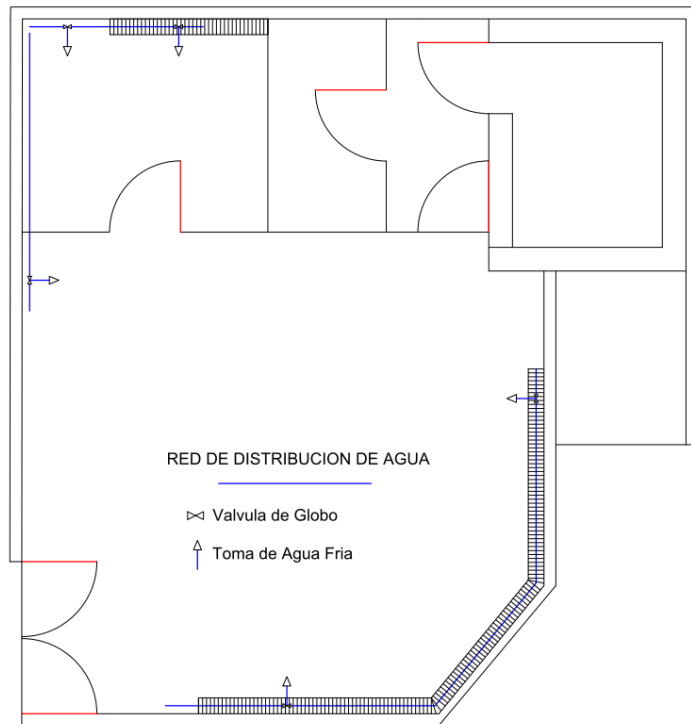 RED DE DISTRIBUCION DE AGUA
Valvula de Globo
Toma de Agua Fria